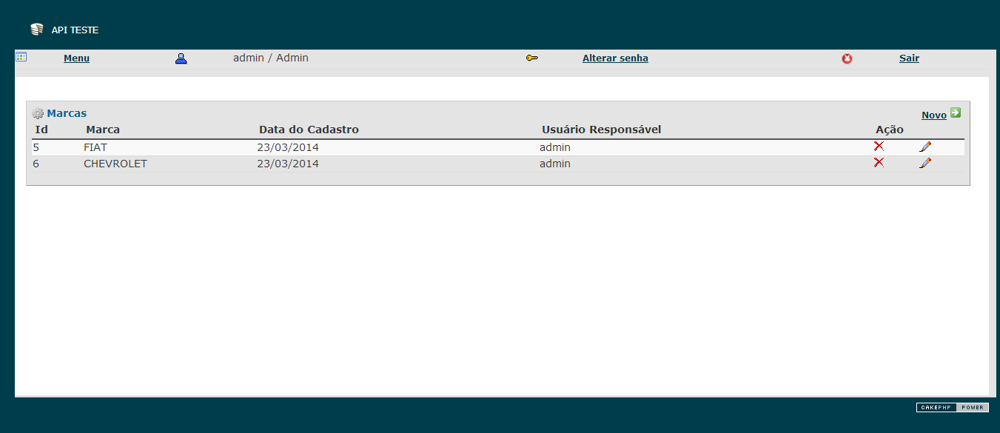 API TESTE
Menu admin / Admin Alterar senha Sair
Marcas Novo
Id Marca Data do Cadastro Usuário Responsável Ação
5 FIAT 23/03/2014 admin
6 CHEVROLET 23/03/2014 admin
CAKEPHP POWER